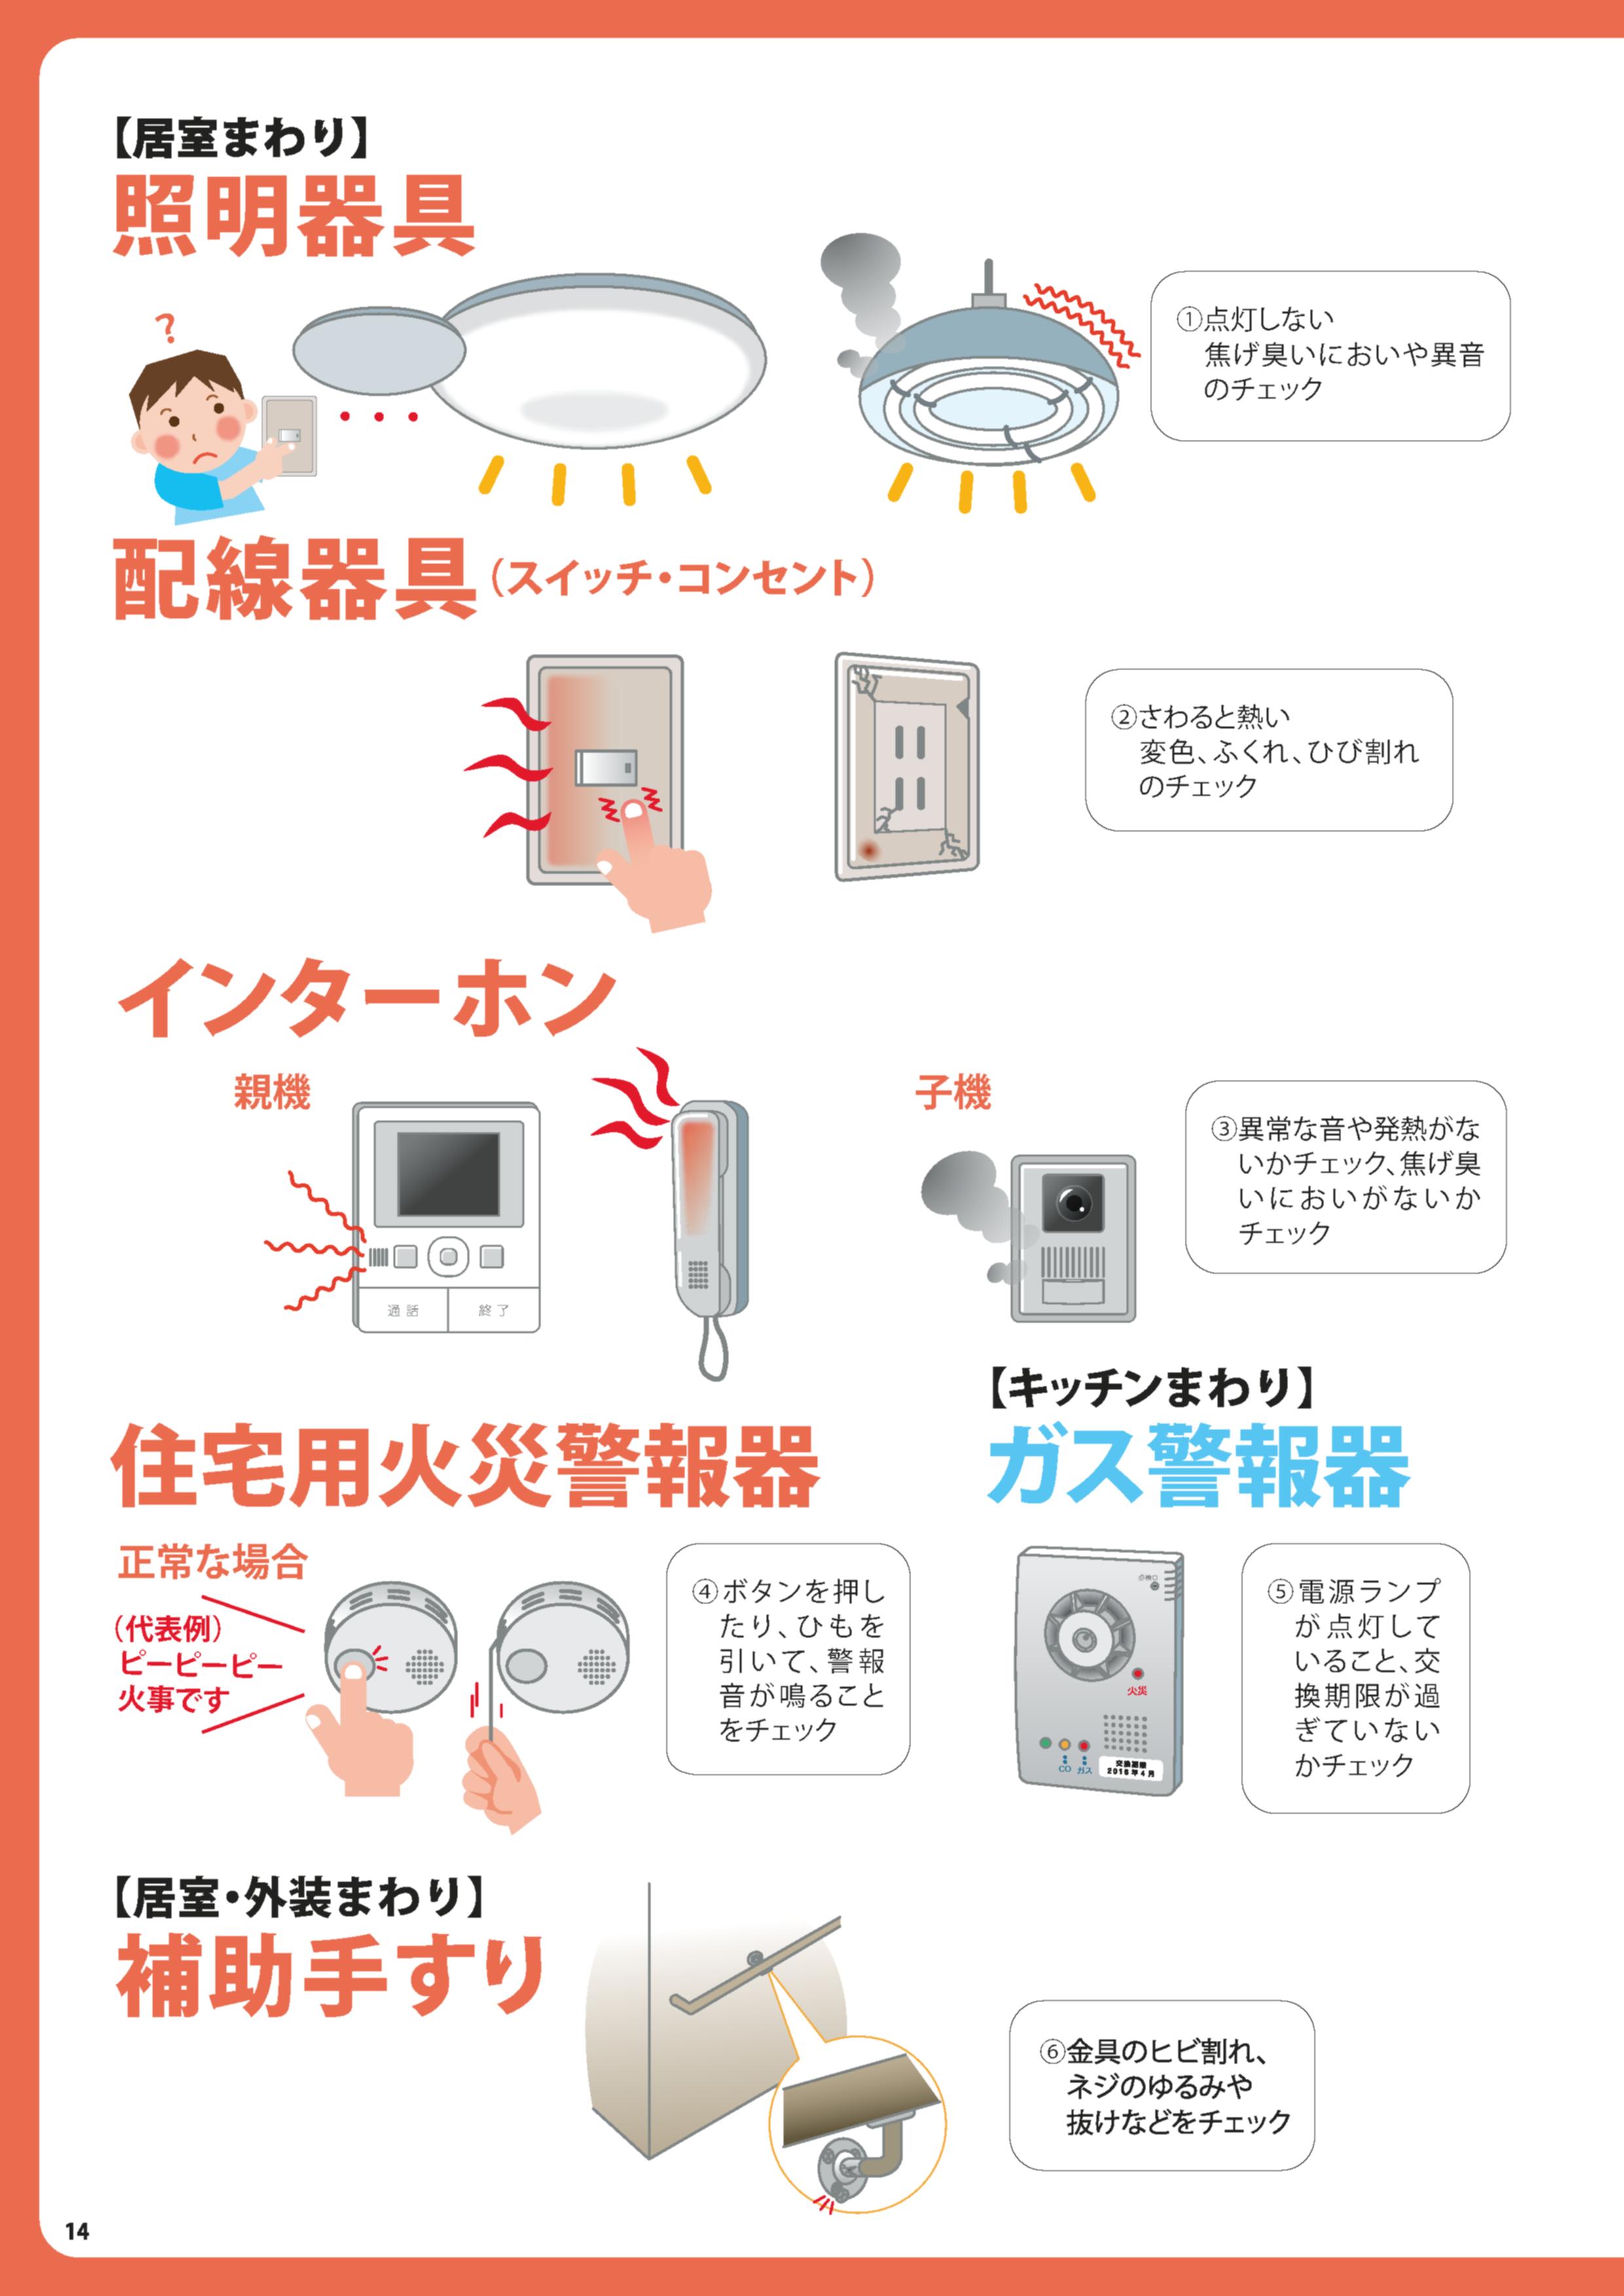 【居室まわり】
照明器具
?
①点灯しない
焦げ臭いにおいや異音
のチェック
配線器具(スイッチ・コンセント)
②さわると熱い
変色、ふくれ、ひび割れ
のチェック
インターホン
親機
通話
終了
子機
③異常な音や発熱がな
いかチェック、焦げ臭
いにおいがないか
チェック
住宅用火災警報器
正常な場合
(代表例)
ピーピーピー
火事です
④ボタンを押し
たり、ひもを
引いて、警報
音が鳴ること
をチェック
【キッチンまわり】
ガス警報器
火災
CO ガス
交換期限
2018年4月
⑤電源ランプ
が点灯して
いること、交
換期限が過
ぎていない
かチェック
【居室・外装まわり】
補助手すり
⑥金具のヒビ割れ、
ネジのゆるみや
抜けなどをチェック
14